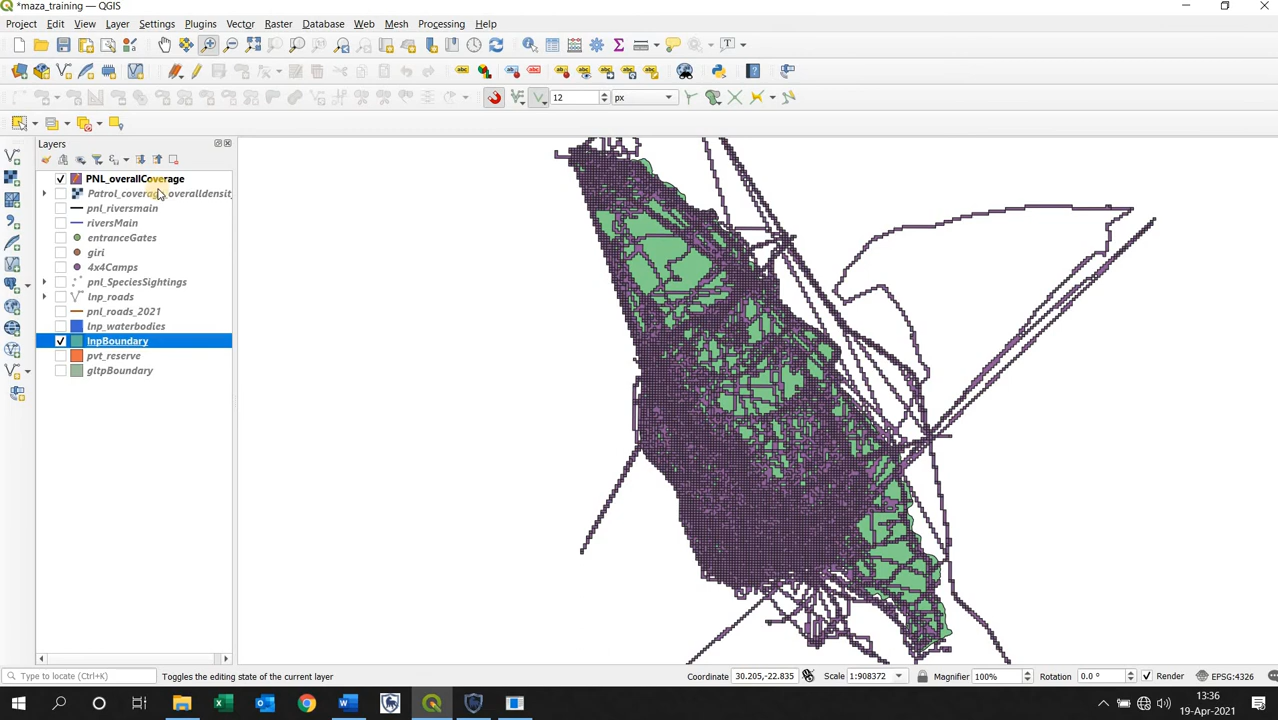 *maza_training — QGIS
Project Edit View Layer Settings Plugins Vector Raster Database Web Mesh Processing Help
12 px
Layers
PNL_overallCoverage
Patrol_coverage_overalldensit
pnl_riversmain
riversMain
entranceGates
giri
4x4Camps
pnl_SpeciesSightings
lnp_roads
pnl_roads_2021
lnp_waterbodies
lnpBoundary
pvt_reserve
gltpBoundary
Type to locate (Ctrl+K) Toggles the editing state of the current layer Coordinate 30.205,-22.835 Scale 1:908372 Magnifier 100% Rotation 0.0 ° Render EPSG:4326
13:36
19-Apr-2021